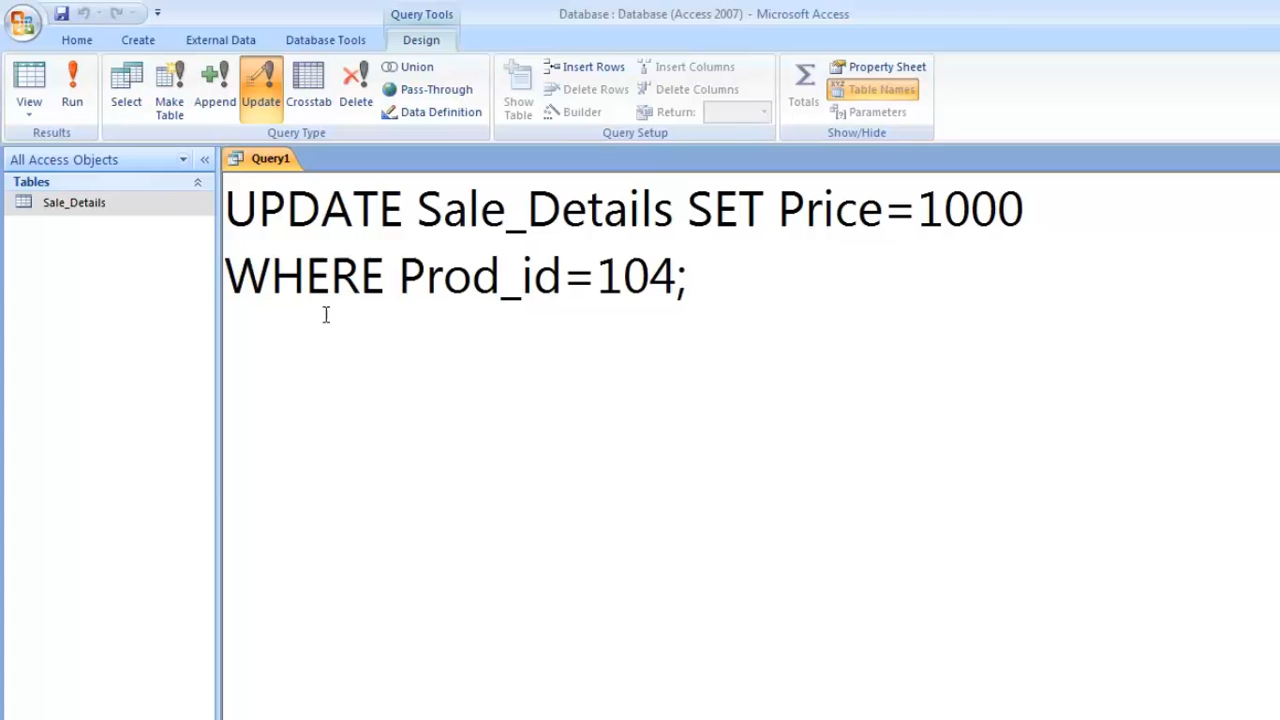 Query Tools
Database : Database (Access 2007) - Microsoft Access
Home Create External Data Database Tools Design
View Run Select Make Table Append Update Crosstab Delete
Union
Pass-Through
Data Definition
Show Table
Insert Rows
Delete Rows
Builder
Insert Columns
Delete Columns
Return:
Totals
Property Sheet
XYZ Table Names
Parameters
Results Query Type Query Setup Show/Hide
All Access Objects
Query1
Tables
Sale_Details
UPDATE Sale_Details SET Price=1000
WHERE Prod_id=104;